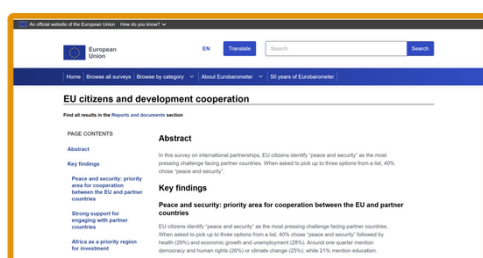 An official website of the European Union How do you know?
European
Union
EN
Translate
Search
Search
Home
Browse all surveys
Browse by category
About Eurobarometer
50 years of Eurobarometer
EU citizens and development cooperation
Find all results in the Reports and documents section
PAGE CONTENTS
Abstract
Key findings
Peace and security: priority
area for cooperation
between the EU and partner
countries
Strong support for
engaging with partner
countries
Africa as a priority region
for investment
Abstract
In this survey on international partnerships, EU citizens identify "peace and security" as the most
pressing challenge facing partner countries. When asked to pick up to three options from a list, 40%
chose "peace and security".
Key findings
Peace and security: priority area for cooperation between the EU and partner
countries
EU citizens identify "peace and security" as the most pressing challenge facing partner countries.
When asked to pick up to three options from a list, 40% chose "peace and security" followed by
health (29%) and economic growth and unemployment (28%). Around one quarter mention
democracy and human rights (26%) or climate change (25%), while 21% mention education.